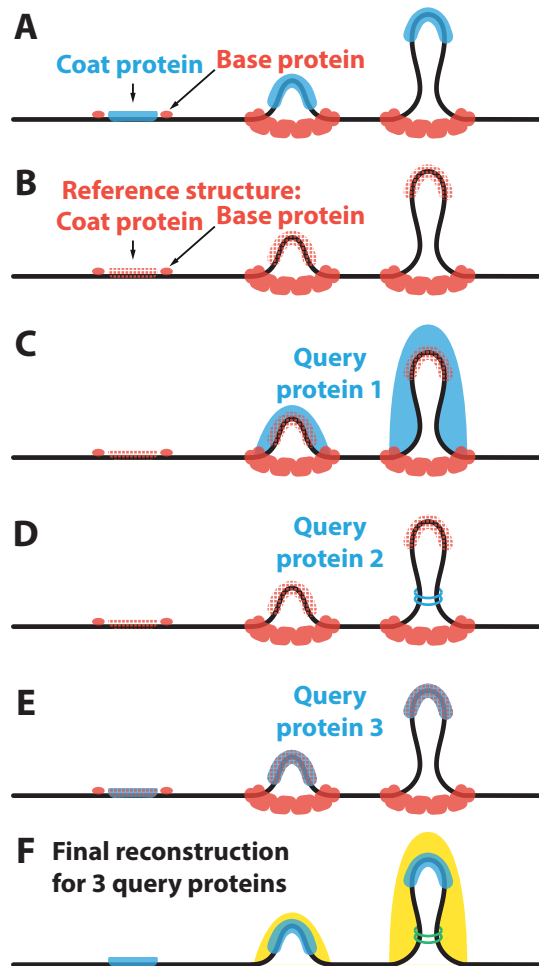 A
Coat protein
Base protein
B
Reference structure:
Coat protein
Base protein
C
Query
protein 1
D
Query
protein 2
E
Query
protein 3
F
Final reconstruction
for 3 query proteins